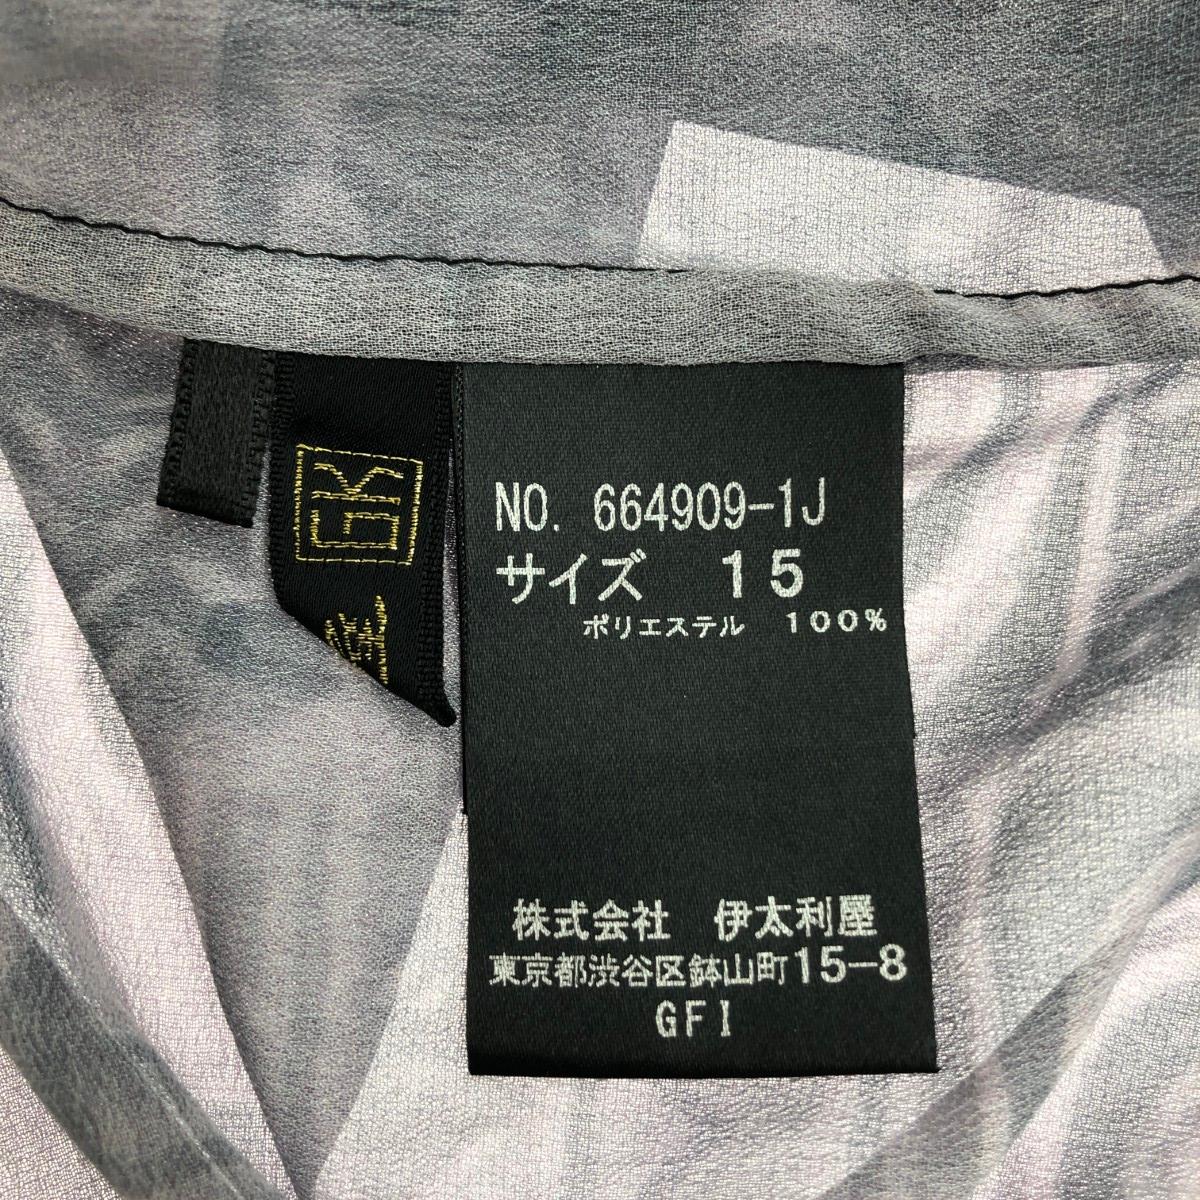 NO. 664909-1J
サイズ 15
ポリエステル 100%
株式会社 伊太利屋
東京都渋谷区鉢山町15-8
GFI